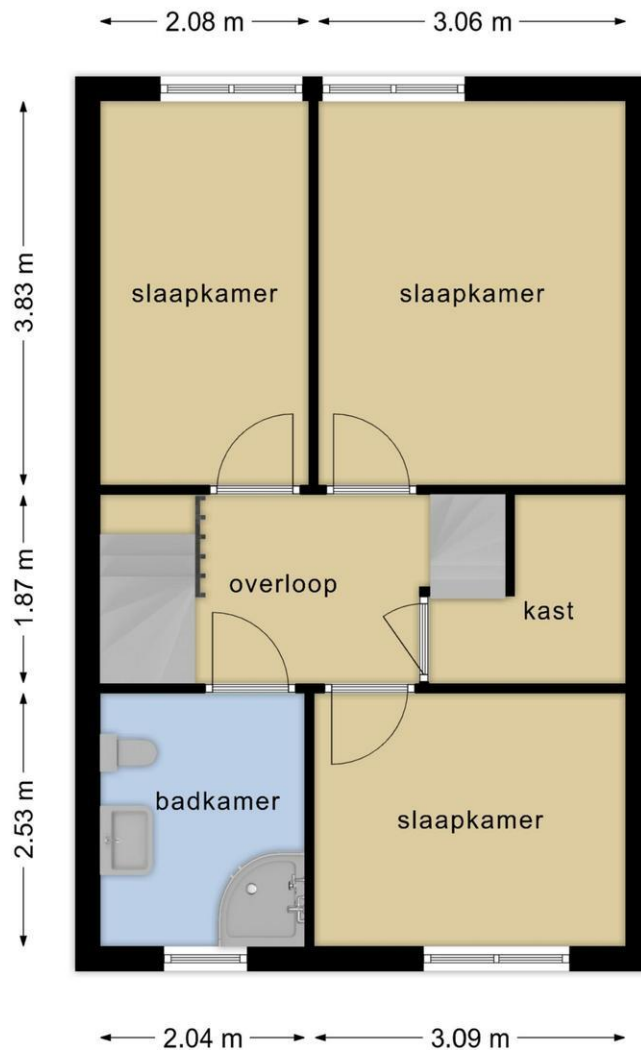 2.08 m
3.06 m
3.83 m
slaapkamer
slaapkamer
1.87 m
overloop
kast
2.53 m
badkamer
slaapkamer
2.04 m
3.09 m